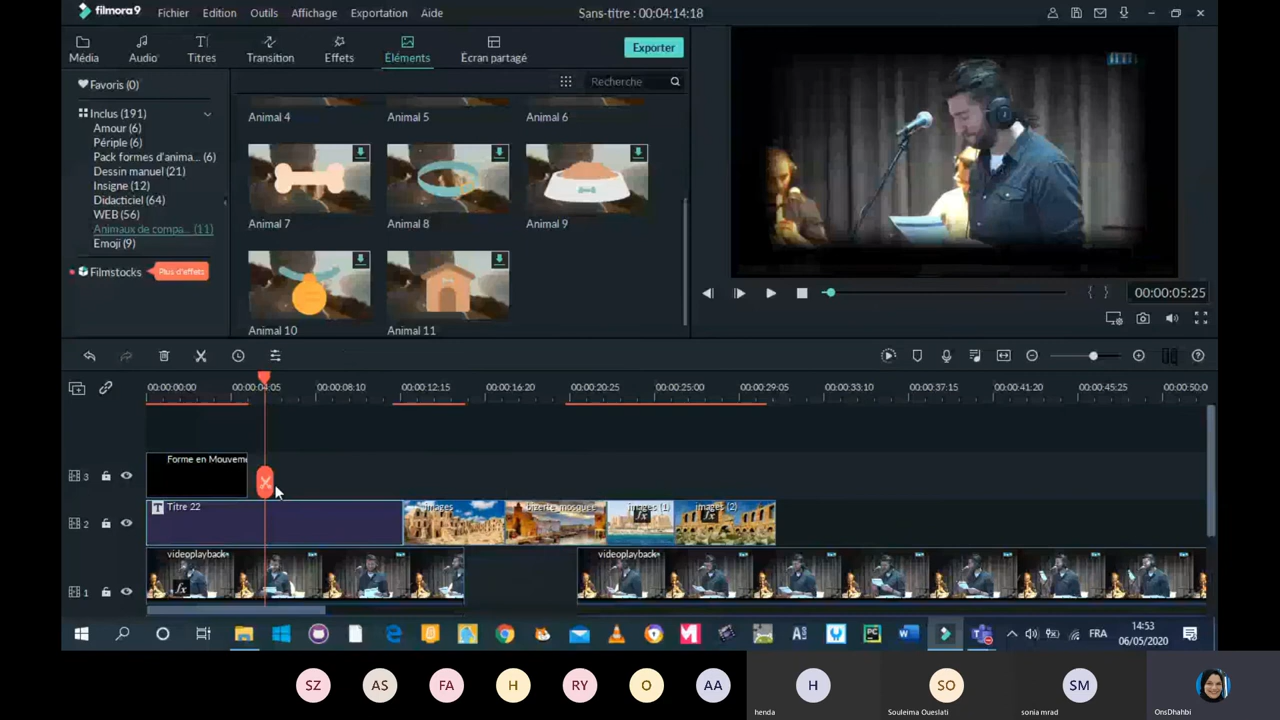 filmora9 Fichier Edition Outils Affichage Exportation Aide Sans-titre : 00:04:14:18
Média Audio Titres Transition Effets Éléments Écran partagé Exporter
Favoris (0) Recherche
Inclus (191)
Amour (6)
Périple (6)
Pack formes d'anima... (6)
Dessin manuel (21)
Insigne (12)
Didacticiel (64)
WEB (56)
Animaux de compa... (11)
Emoji (9)
Filmstocks Plus d'effets
Animal 4 Animal 5 Animal 6
Animal 7 Animal 8 Animal 9
Animal 10 Animal 11
00:00:05:25
00:00:00:00 00:00:04:05 00:00:08:10 00:00:12:15 00:00:16:20 00:00:20:25 00:00:25:00 00:00:29:05 00:00:33:10 00:00:37:15 00:00:41:20 00:00:45:25 00:00:50:0
3 Forme en Mouvem
2 T Titre 22 images bizerte_mosquee images (1) images (2)
fx fx
1 videoplayback videoplayback
fx
FRA 14:53
06/05/2020
SZ AS FA H RY O AA H SO SM
henda Souleima Oueslati sonia mrad OnsDhahbi